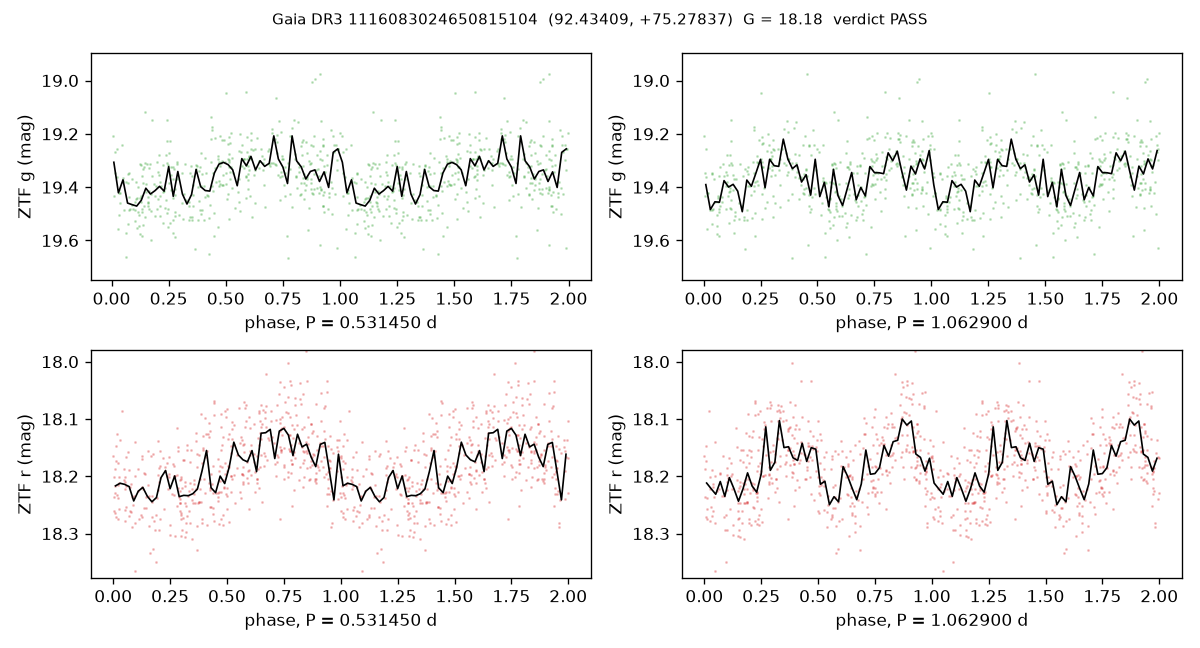 Gaia DR3 1116083024650815104 (92.43409, +75.27837) G = 18.18 verdict PASS
ZTF g (mag)
19.0
19.2
19.4
19.6
0.00 0.25 0.50 0.75 1.00 1.25 1.50 1.75 2.00
phase, P = 0.531450 d
ZTF g (mag)
19.0
19.2
19.4
19.6
0.00 0.25 0.50 0.75 1.00 1.25 1.50 1.75 2.00
phase, P = 1.062900 d
ZTF r (mag)
18.0
18.1
18.2
18.3
0.00 0.25 0.50 0.75 1.00 1.25 1.50 1.75 2.00
phase, P = 0.531450 d
ZTF r (mag)
18.0
18.1
18.2
18.3
0.00 0.25 0.50 0.75 1.00 1.25 1.50 1.75 2.00
phase, P = 1.062900 d